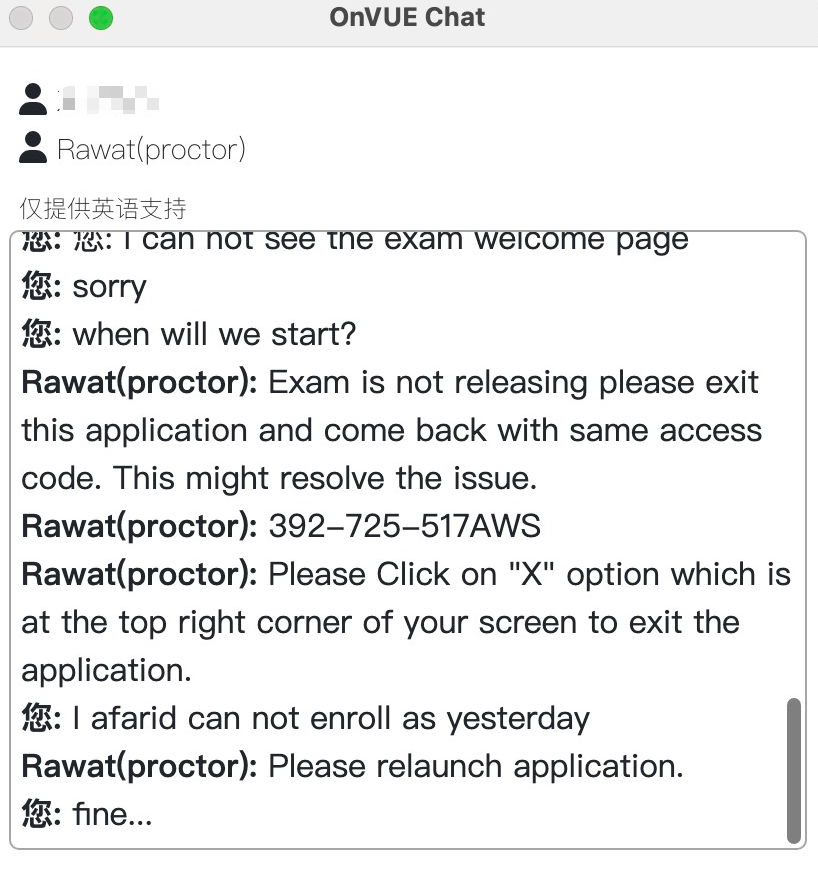 OnVUE Chat
Rawat(proctor)
仅提供英语支持
您: 您: I can not see the exam welcome page
您: sorry
您: when will we start?
Rawat(proctor): Exam is not releasing please exit
this application and come back with same access
code. This might resolve the issue.
Rawat(proctor): 392-725-517AWS
Rawat(proctor): Please Click on "X" option which is
at the top right corner of your screen to exit the
application.
您: I afarid can not enroll as yesterday
Rawat(proctor): Please relaunch application.
您: fine...